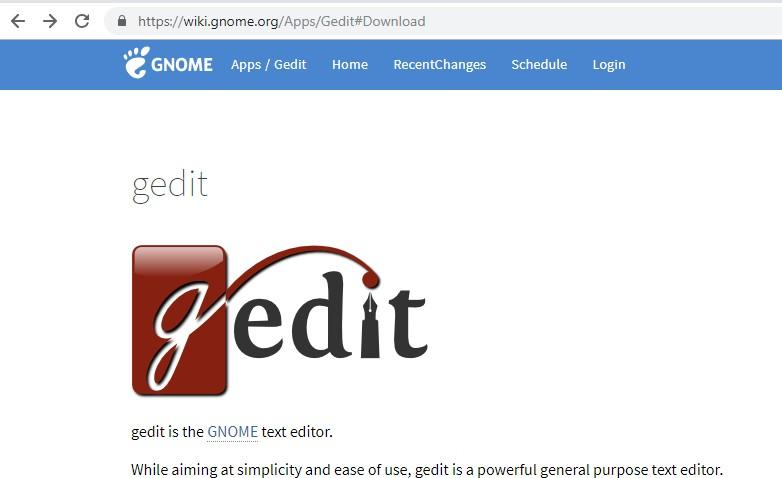 https://wiki.gnome.org/Apps/Gedit#Download
GNOME Apps / Gedit Home RecentChanges Schedule Login
gedit
gedit
gedit is the GNOME text editor.
While aiming at simplicity and ease of use, gedit is a powerful general purpose text editor.